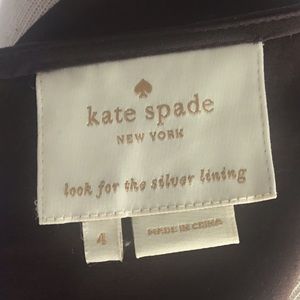 kate spade
NEW YORK
look for the silver lining
4
MADE IN CHINA